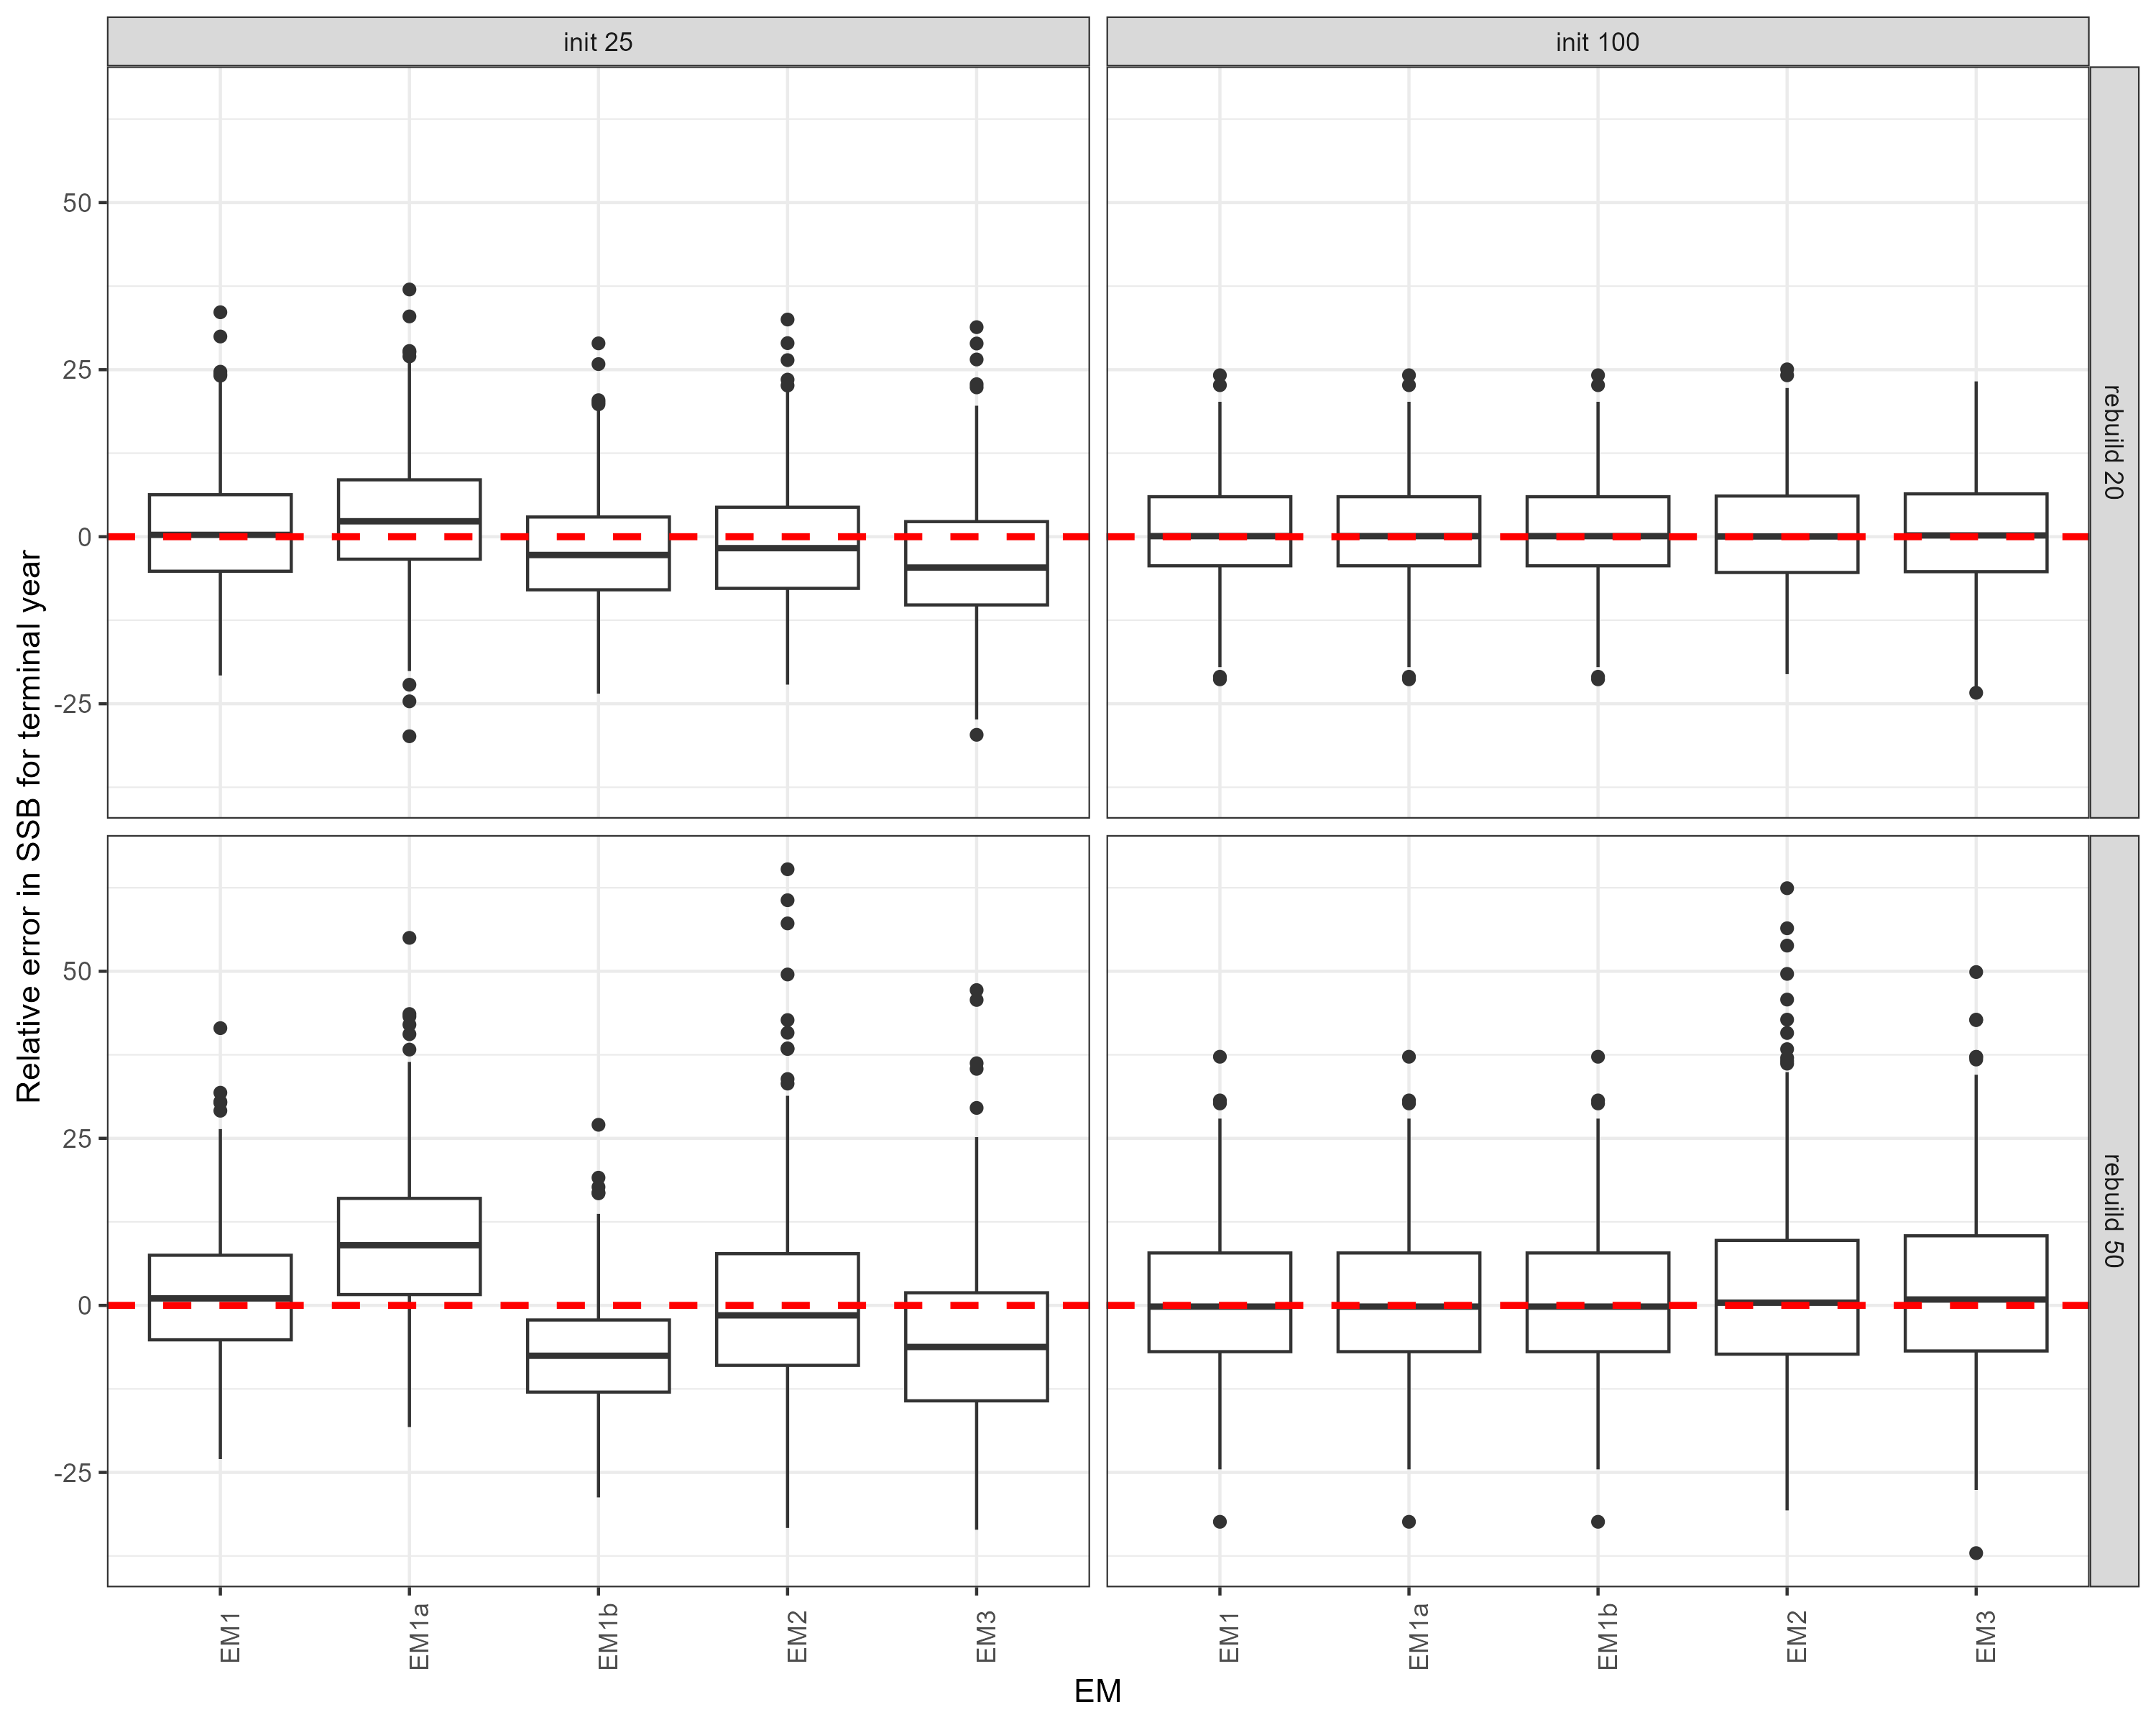 init 25
init 100
rebuild 20
rebuild 50
Relative error in SSB for terminal year
50
25
0
-25
50
25
0
-25
EM1
EM1a
EM1b
EM2
EM3
EM1
EM1a
EM1b
EM2
EM3
EM